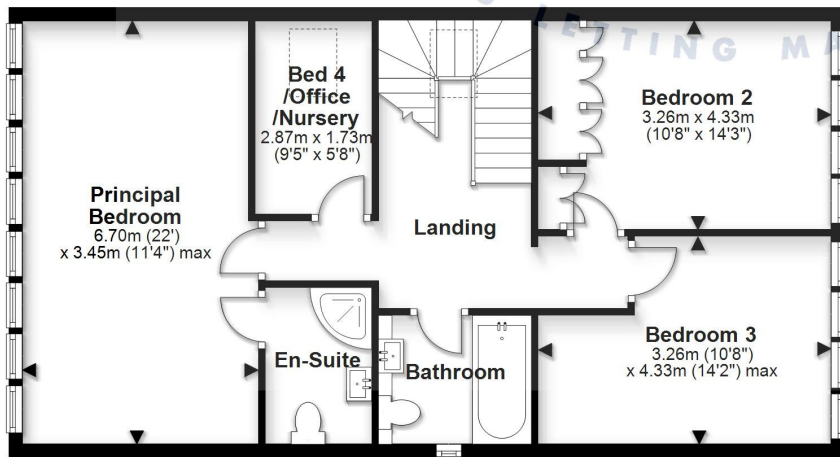 LETTING MA
Bed 4
/Office
/Nursery
2.87m x 1.73m
(9'5" x 5'8")
Bedroom 2
3.26m x 4.33m
(10'8" x 14'3")
Principal
Bedroom
6.70m (22')
x 3.45m (11'4") max
Landing
En-Suite
Bathroom
Bedroom 3
3.26m (10'8")
x 4.33m (14'2") max